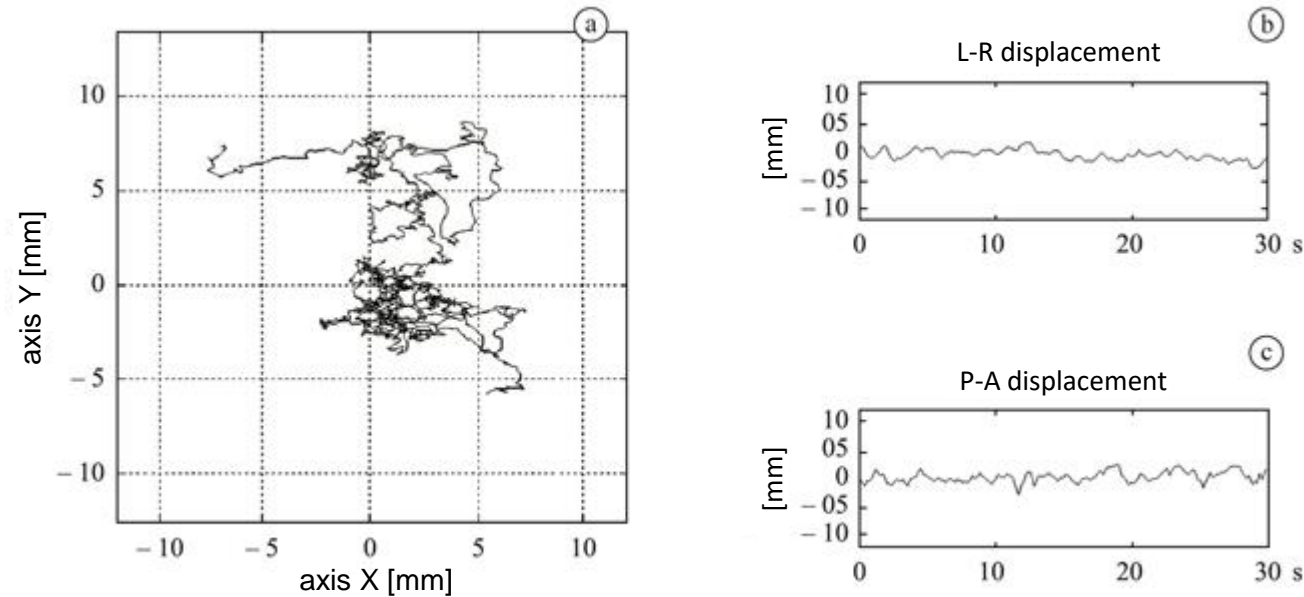 a
10
5
0
– 5
– 10
axis Y [mm]
– 10 – 5 0 5 10
axis X [mm]
b
L-R displacement
10
05
0
– 05
– 10
[mm]
0 10 20 30 s
c
P-A displacement
10
05
0
– 05
– 10
[mm]
0 10 20 30 s